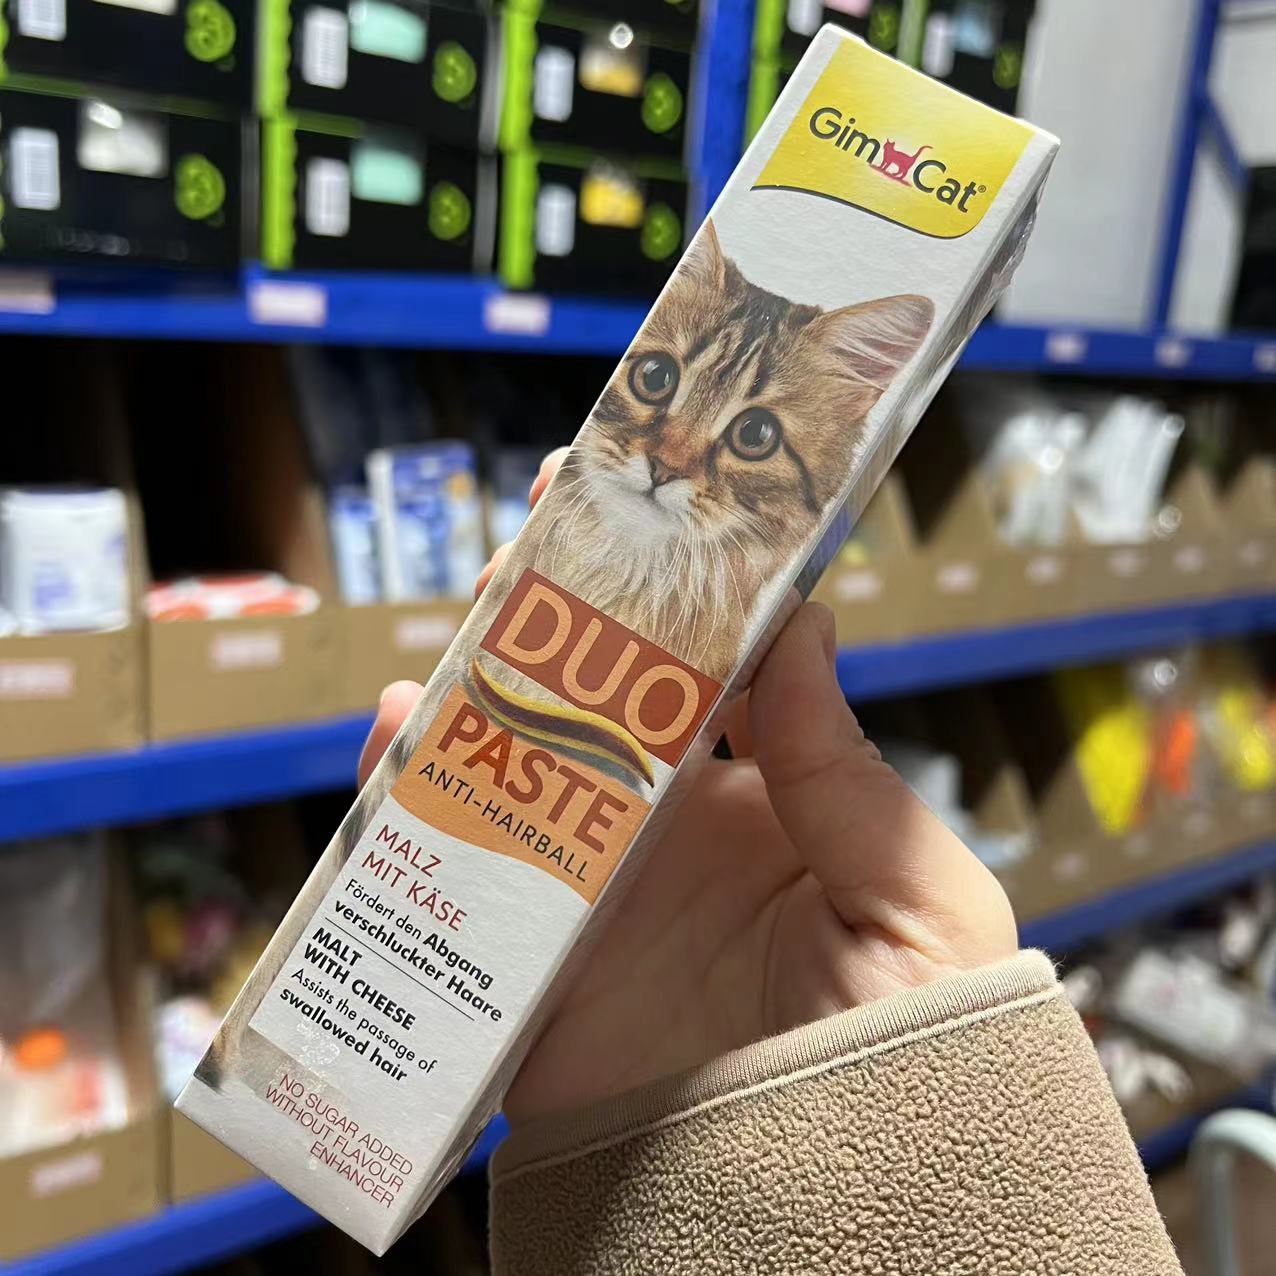 GimCat®
DUO
PASTE
ANTI-HAIRBALL
MALZ
MIT KÄSE
Fördert den Abgang
verschluckter Haare
MALT
WITH CHEESE
Assists the passage of
swallowed hair
NO SUGAR ADDED
WITHOUT FLAVOUR
ENHANCER